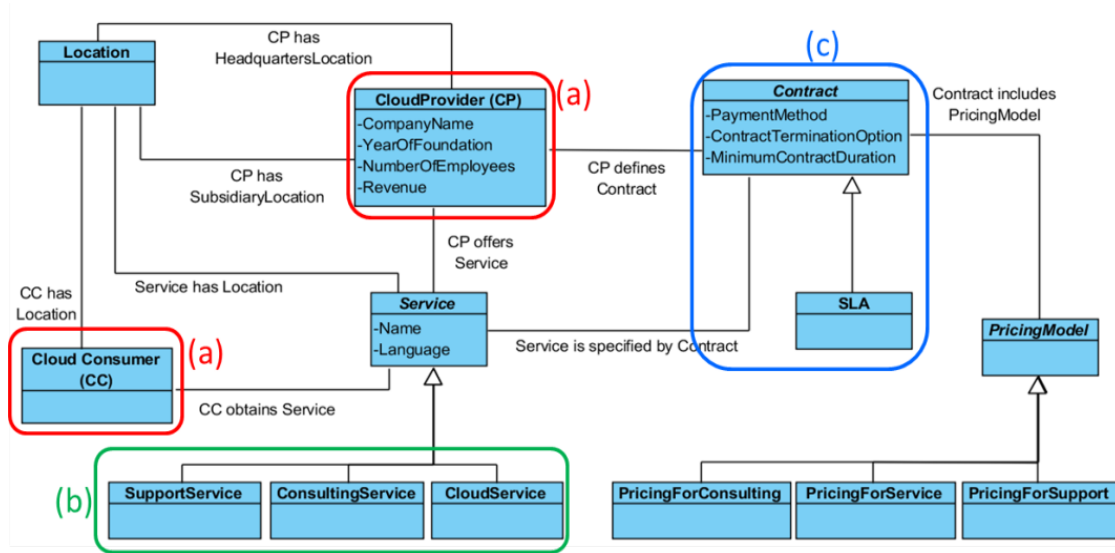 CP has
HeadquartersLocation
(c)
Location
CloudProvider (CP)
-CompanyName
-YearOfFoundation
-NumberOfEmployees
-Revenue
(a)
Contract
-PaymentMethod
-ContractTerminationOption
-MinimumContractDuration
Contract includes
PricingModel
CP has
SubsidiaryLocation
CP defines
Contract
CP offers
Service
CC has
Location
Service has Location
Service
-Name
-Language
SLA
Service is specified by Contract
PricingModel
Cloud Consumer
(CC)
(a)
CC obtains Service
(b)
SupportService
ConsultingService
CloudService
PricingForConsulting
PricingForService
PricingForSupport